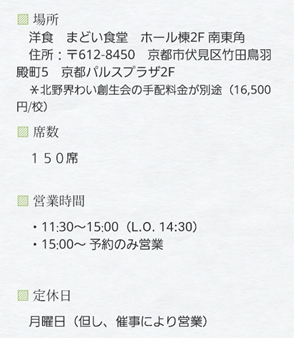 場所
洋食　まどい食堂　ホール棟2F 南東角
住所：〒612-8450　京都市伏見区竹田鳥羽
殿町5　京都パルスプラザ2F
＊北野界わい創生会の手配料金が別途（16,500
円/校）
席数
１５０席
営業時間
・11:30～15:00（L.O. 14:30）
・15:00～ 予約のみ営業
定休日
月曜日（但し、催事により営業）